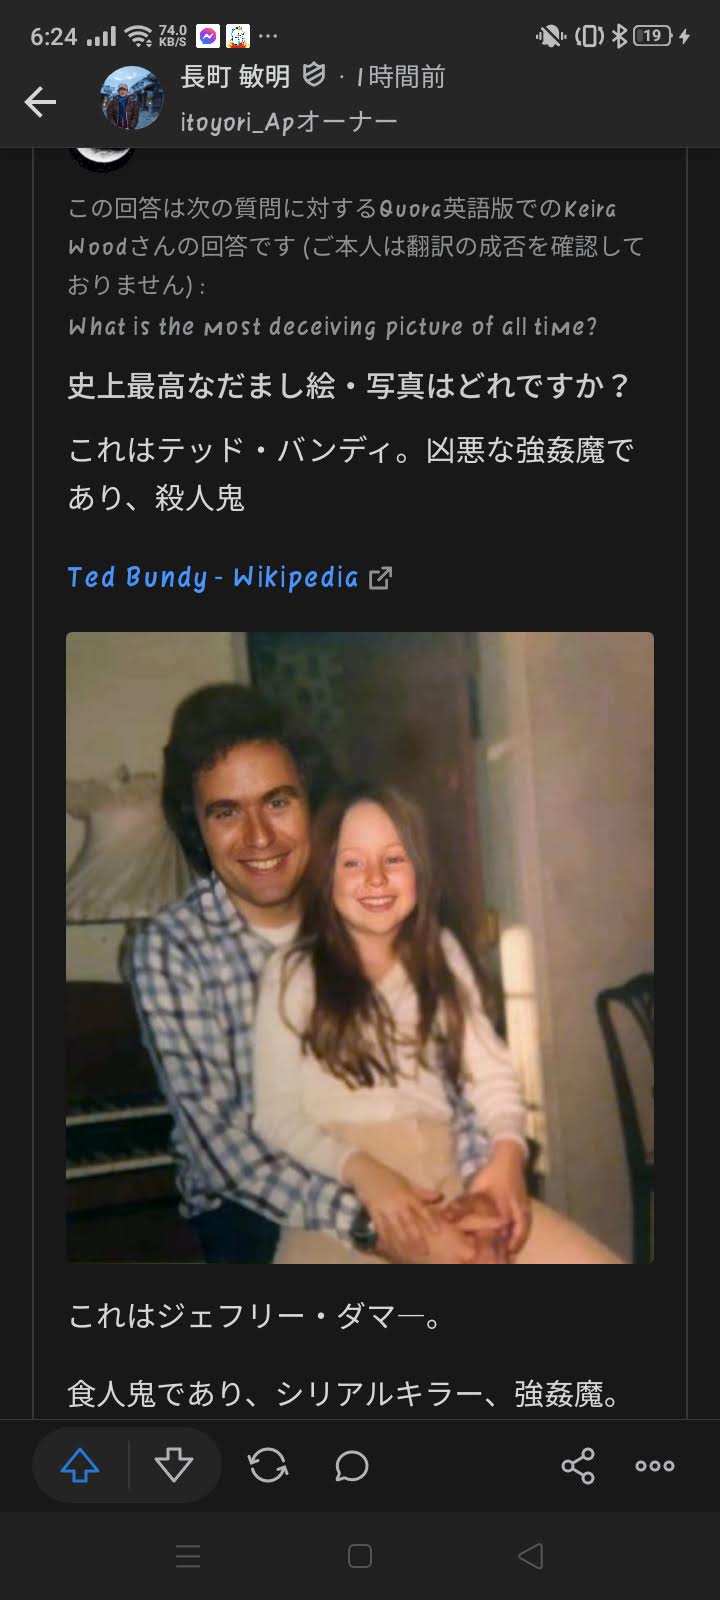 6:24 74.0 KB/S 19
長町 敏明 · 1時間前
itoyori_Apオーナー
この回答は次の質問に対するQuora英語版でのKeira
Woodさんの回答です (ご本人は翻訳の成否を確認して
おりません) :
What is the most deceiving picture of all time?
史上最高なだまし絵・写真はどれですか？
これはテッド・バンディ。凶悪な強姦魔で
あり、殺人鬼
Ted Bundy - Wikipedia
これはジェフリー・ダマ―。
食人鬼であり、シリアルキラー、強姦魔。